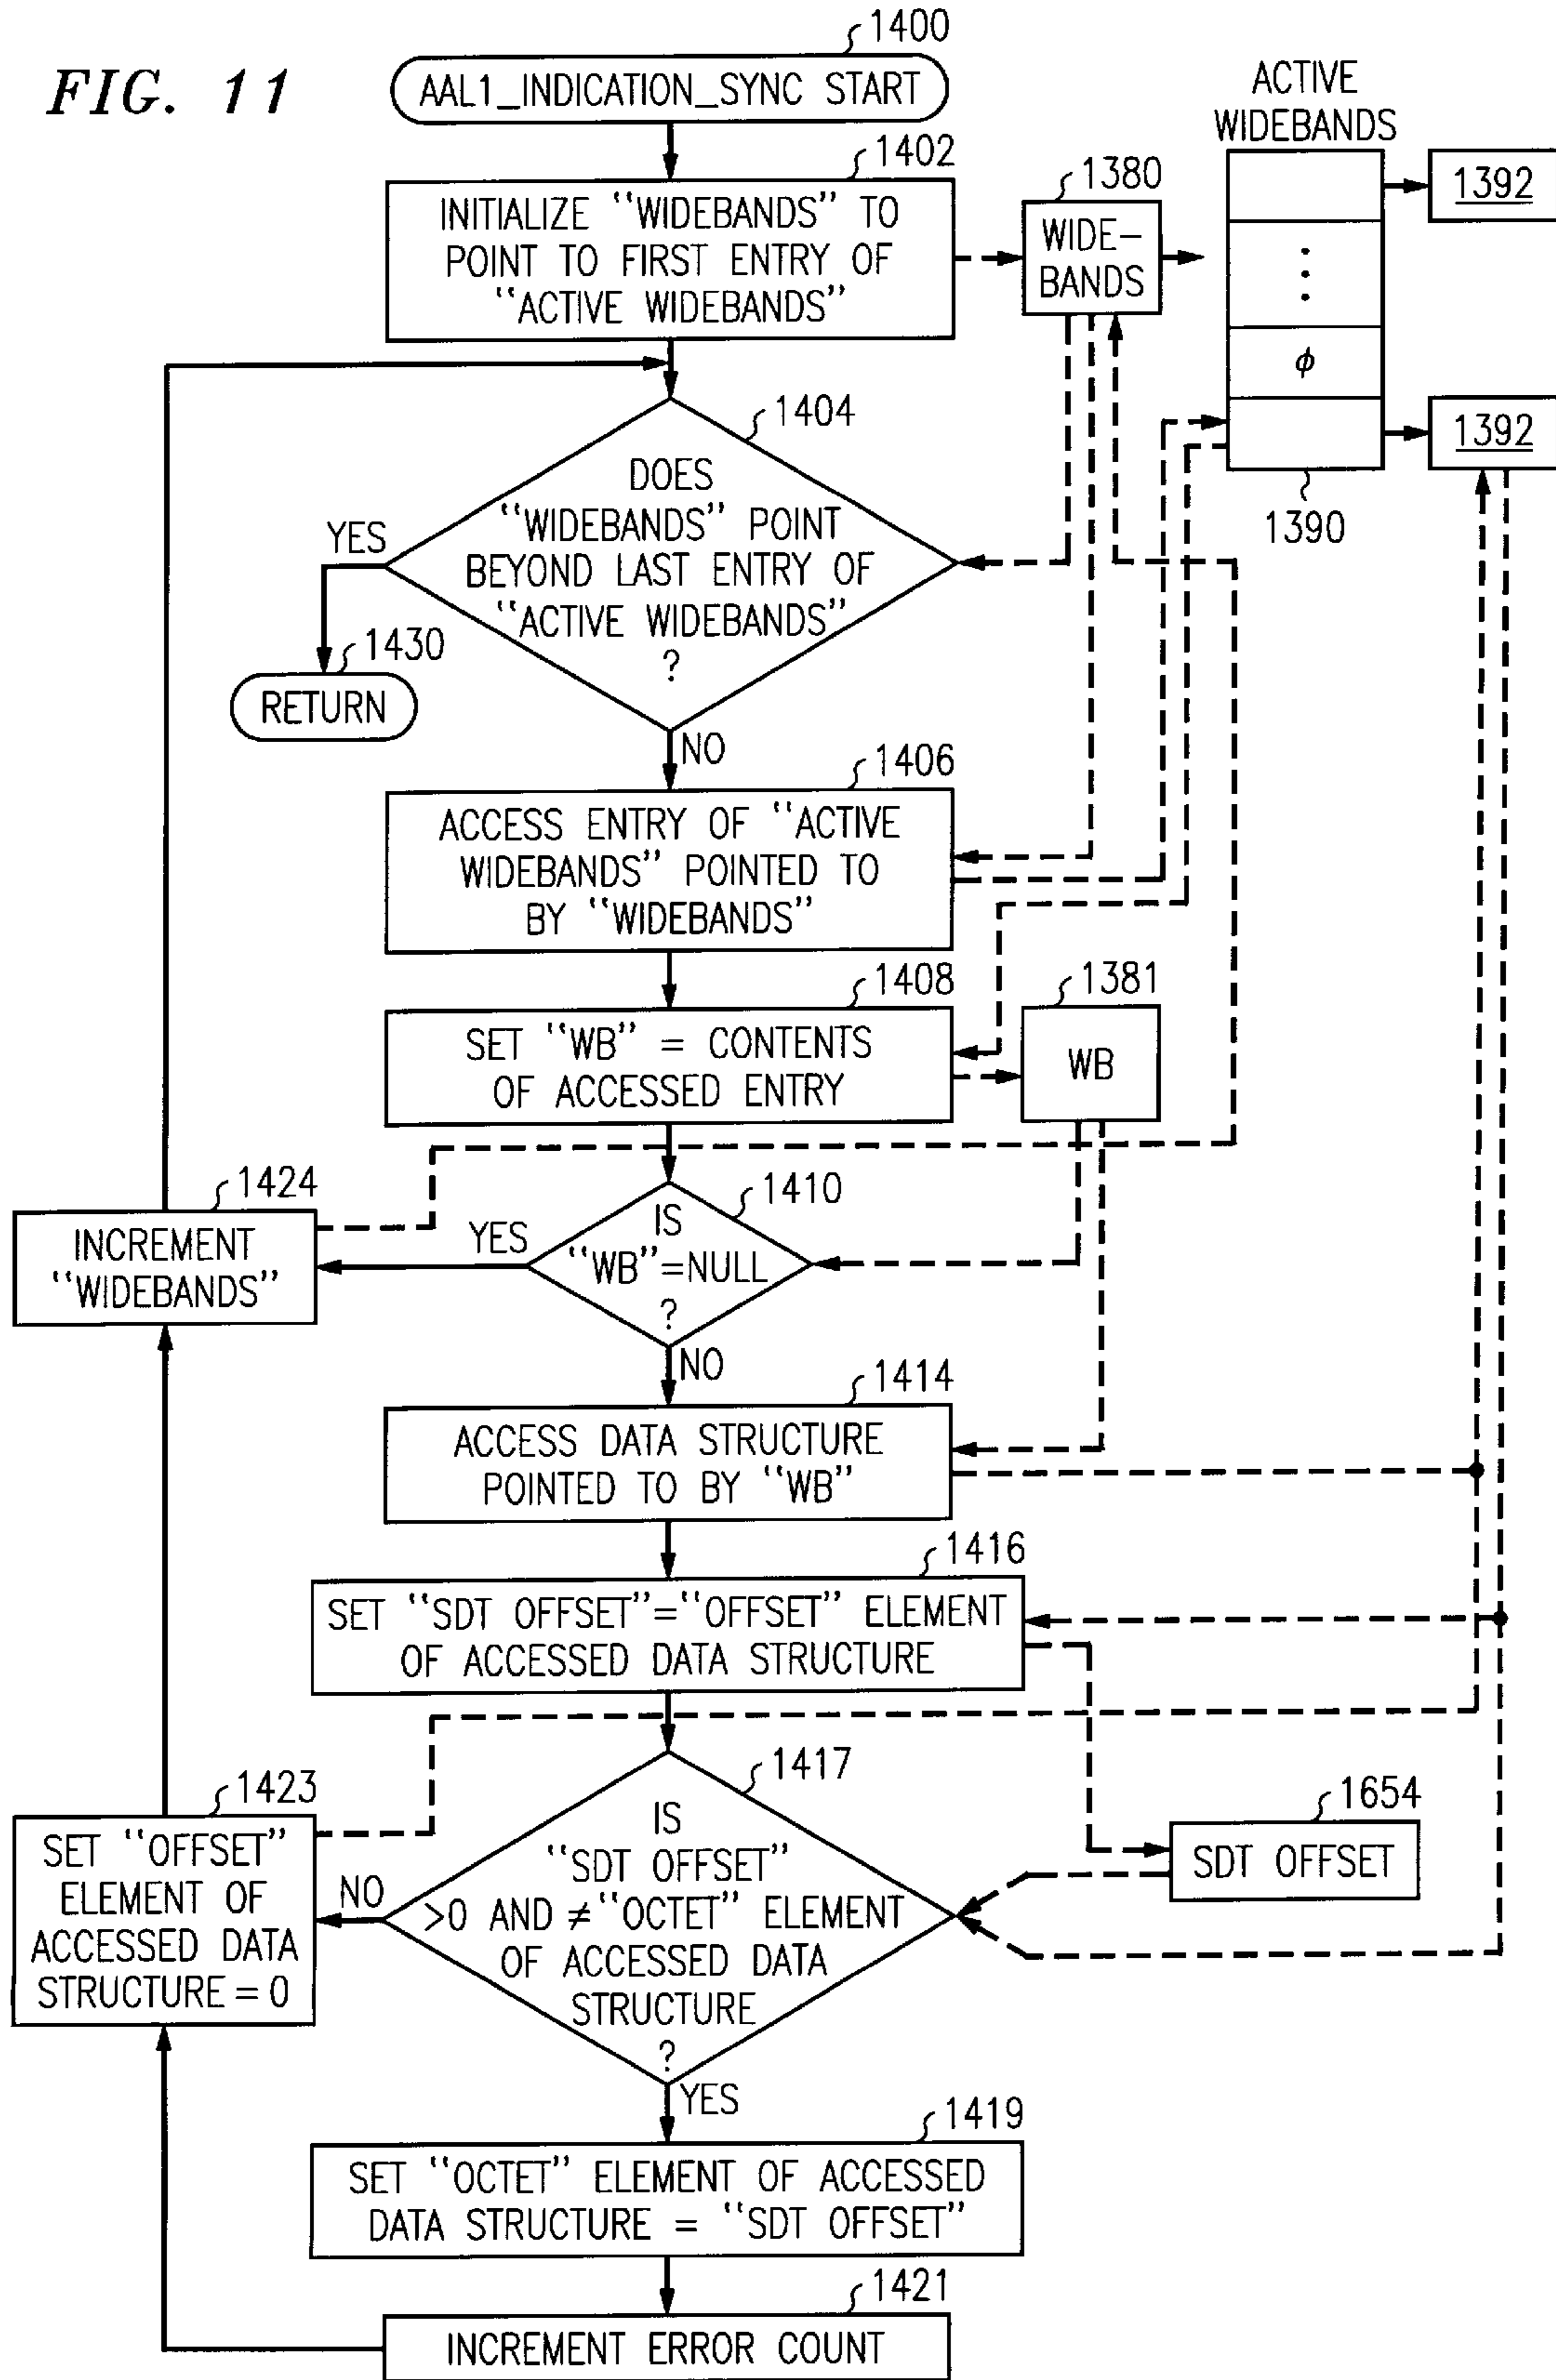 FIG. 11
1400
AAL1_INDICATION_SYNC START
ACTIVE
WIDEBANDS
1402
INITIALIZE "WIDEBANDS" TO
POINT TO FIRST ENTRY OF
"ACTIVE WIDEBANDS"
1380
WIDE-
BANDS
1392
φ
1392
1390
1404
DOES
"WIDEBANDS" POINT
BEYOND LAST ENTRY OF
"ACTIVE WIDEBANDS"
?
YES
1430
RETURN
NO
1406
ACCESS ENTRY OF "ACTIVE
WIDEBANDS" POINTED TO
BY "WIDEBANDS"
1408
SET "WB" = CONTENTS
OF ACCESSED ENTRY
1381
WB
1424
INCREMENT
"WIDEBANDS"
YES
1410
IS
"WB"=NULL
?
NO
1414
ACCESS DATA STRUCTURE
POINTED TO BY "WB"
1416
SET "SDT OFFSET"="OFFSET" ELEMENT
OF ACCESSED DATA STRUCTURE
1423
SET "OFFSET"
ELEMENT OF
ACCESSED DATA
STRUCTURE = 0
NO
1417
IS
"SDT OFFSET"
>0 AND ≠"OCTET" ELEMENT
OF ACCESSED DATA
STRUCTURE
?
1654
SDT OFFSET
YES
1419
SET "OCTET" ELEMENT OF ACCESSED
DATA STRUCTURE = "SDT OFFSET"
1421
INCREMENT ERROR COUNT